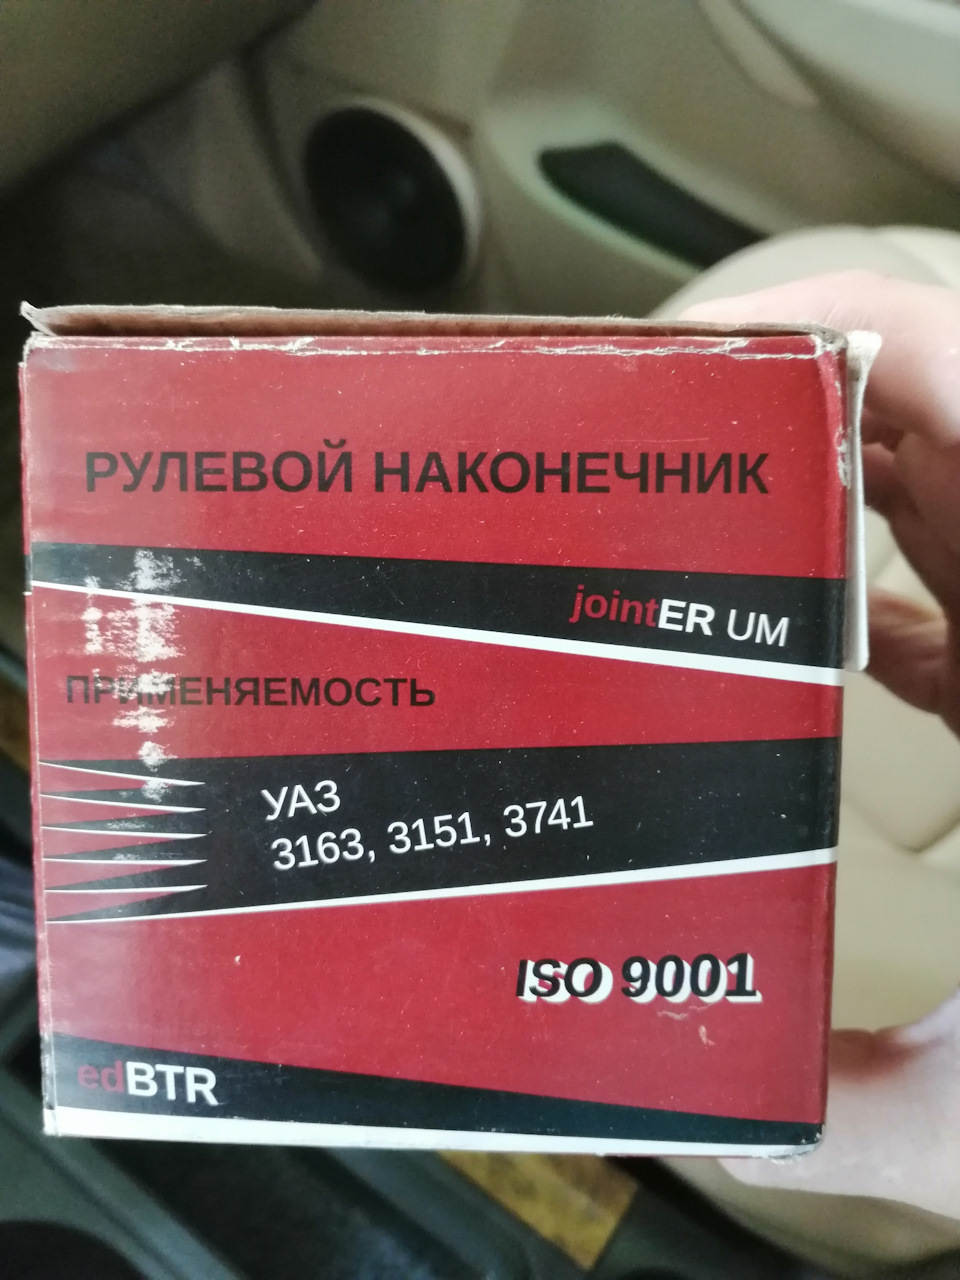 РУЛЕВОЙ НАКОНЕЧНИК
jointER UM
ПРИМЕНЯЕМОСТЬ
УАЗ
3163, 3151, 3741
ISO 9001
edBTR